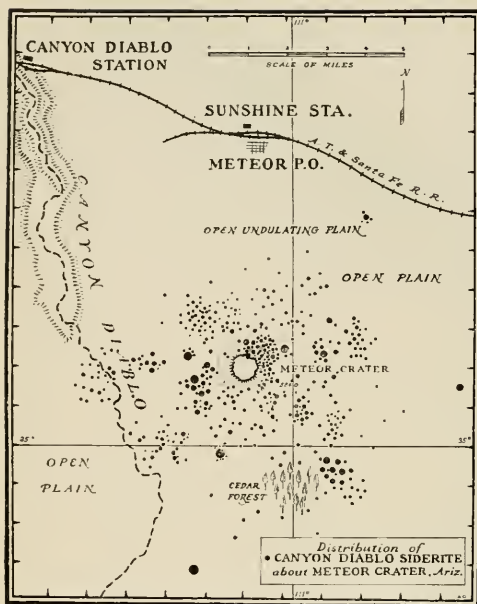 111°
CANYON DIABLO
STATION
SCALE OF MILES
N
SUNSHINE STA.
METEOR P.O.
A.T. & Santa Fe R.R.
CANYON
DIABLO
OPEN UNDULATING PLAIN
OPEN PLAIN
METEOR CRATER
35°
35°
OPEN
PLAIN
CEDAR
FOREST
Distribution of
CANYON DIABLO SIDERITE
about METEOR CRATER, Ariz.
111°